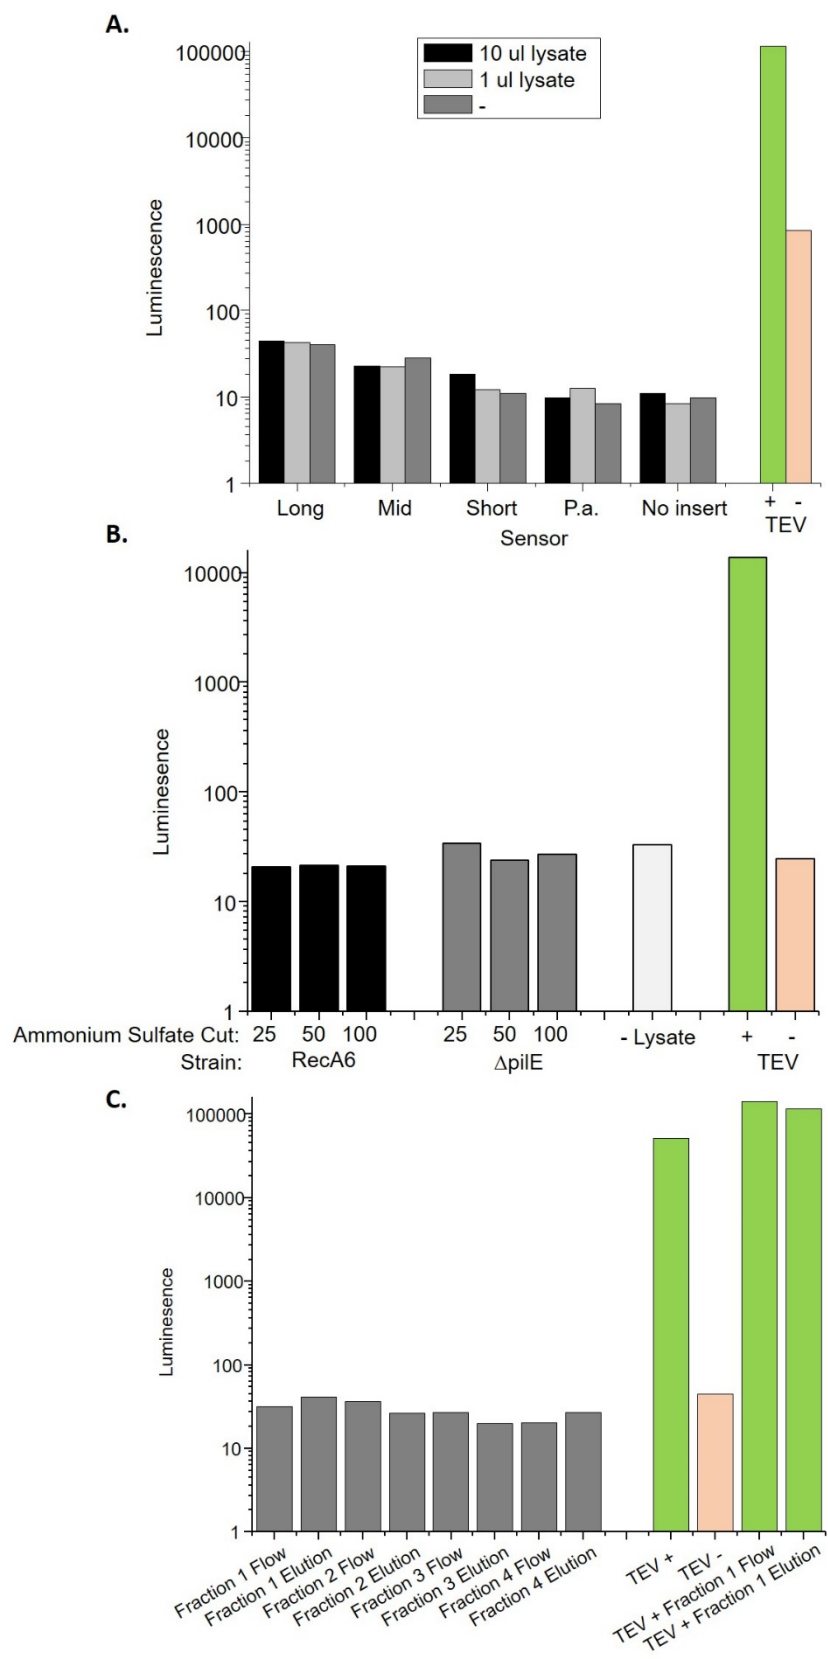 A.
100000
10000
1000
100
10
1
Luminescence
10 ul lysate
1 ul lysate
-
Long Mid Short P.a. No insert + -
TEV
Sensor
B.
10000
1000
100
10
1
Luminesence
Ammonium Sulfate Cut: 25 50 100 25 50 100 - Lysate + -
Strain: RecA6 ΔpilE TEV
C.
100000
10000
1000
100
10
1
Luminesence
Fraction 1 Flow
Fraction 1 Elution
Fraction 2 Flow
Fraction 2 Elution
Fraction 3 Flow
Fraction 3 Elution
Fraction 4 Flow
Fraction 4 Elution
TEV +
TEV -
TEV + Fraction 1 Flow
TEV + Fraction 1 Elution